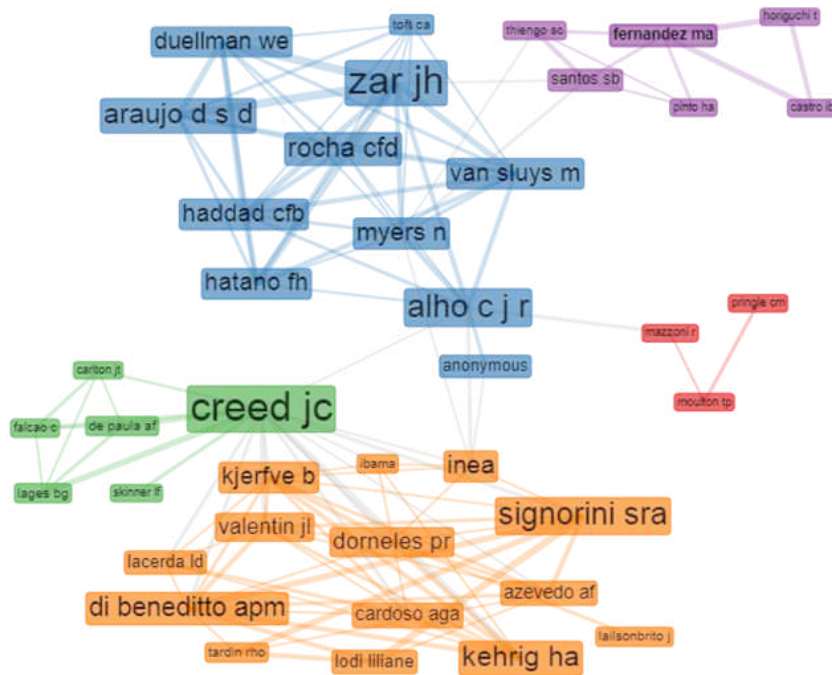 horiguchi t
toft ca
thiengo sc
fernandez ma
duellman we
zar jh
santos sb
pinto ha
castro ib
araujo d s d
rocha cfd
van sluys m
haddad cfb
myers n
hatano fh
alho c j r
pringle cm
mazzoni r
anonymous
carlton jt
moulton tp
creed jc
falcao c
de paula af
lages bg
skinner lf
ibama
inea
kjerfve b
signorini sra
valentin jl
dorneles pr
lacerda ld
azevedo af
di beneditto apm
cardoso aga
lailsonbrito j
tardin rho
lodi liliane
kehrig ha